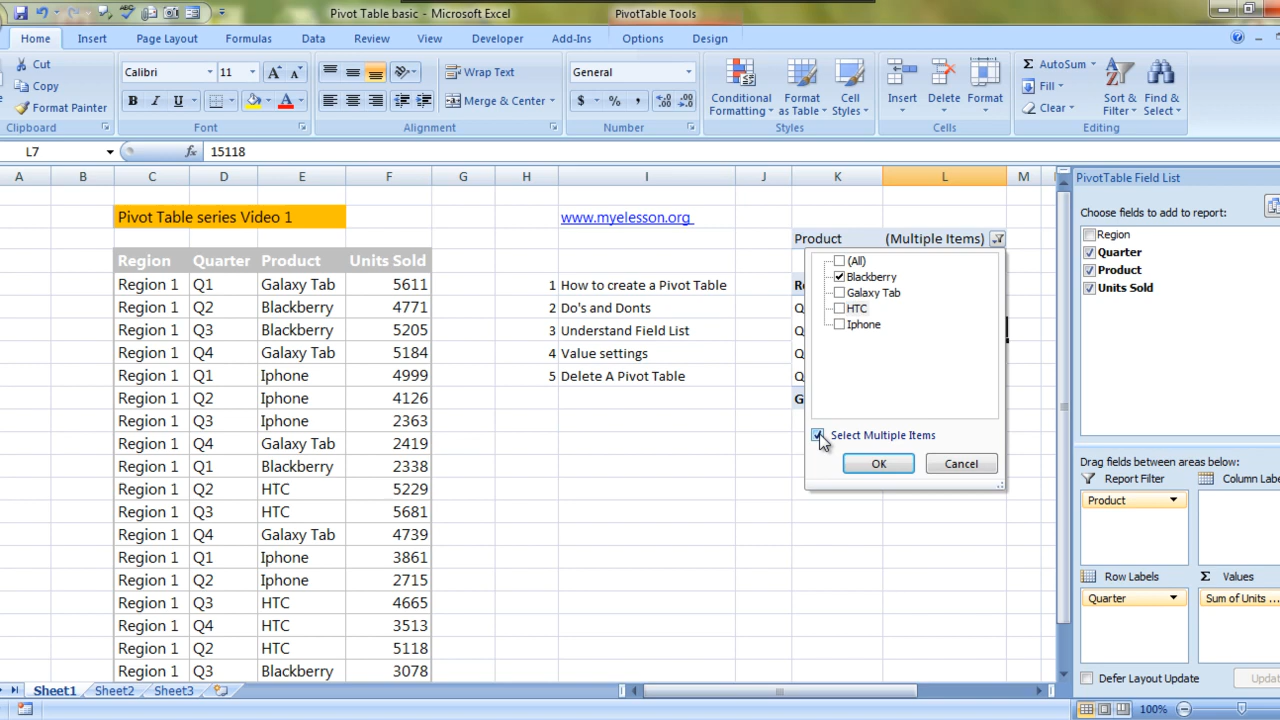 Pivot Table basic - Microsoft Excel
PivotTable Tools
Home Insert Page Layout Formulas Data Review View Developer Add-Ins Options Design
Cut
Copy
Format Painter
Clipboard
Calibri 11
B I U A
Font
Wrap Text
Merge & Center
Alignment
General
$ % ,
Number
Conditional Formatting
Format as Table
Cell Styles
Styles
Insert
Delete
Format
Cells
Σ AutoSum
Fill
Clear
Sort & Filter
Find & Select
Editing
L7 fx 15118
A B C D E F G H I J K L M
Pivot Table series Video 1
www.myelesson.org
Product (Multiple Items)
Region Quarter Product Units Sold
Region 1 Q1 Galaxy Tab 5611
Region 1 Q2 Blackberry 4771
Region 1 Q3 Blackberry 5205
Region 1 Q4 Galaxy Tab 5184
Region 1 Q1 Iphone 4999
Region 1 Q2 Iphone 4126
Region 1 Q3 Iphone 2363
Region 1 Q4 Galaxy Tab 2419
Region 1 Q1 Blackberry 2338
Region 1 Q2 HTC 5229
Region 1 Q3 HTC 5681
Region 1 Q4 Galaxy Tab 4739
Region 1 Q1 Iphone 3861
Region 1 Q2 Iphone 2715
Region 1 Q3 HTC 4665
Region 1 Q4 HTC 3513
Region 1 Q2 HTC 5118
Region 1 Q3 Blackberry 3078
1 How to create a Pivot Table
2 Do's and Donts
3 Understand Field List
4 Value settings
5 Delete A Pivot Table
(All)
Blackberry
Galaxy Tab
HTC
Iphone
Select Multiple Items
OK Cancel
PivotTable Field List
Choose fields to add to report:
Region
Quarter
Product
Units Sold
Drag fields between areas below:
Report Filter
Product
Row Labels
Quarter
Σ Values
Sum of Units ...
Defer Layout Update
Sheet1 Sheet2 Sheet3
100%